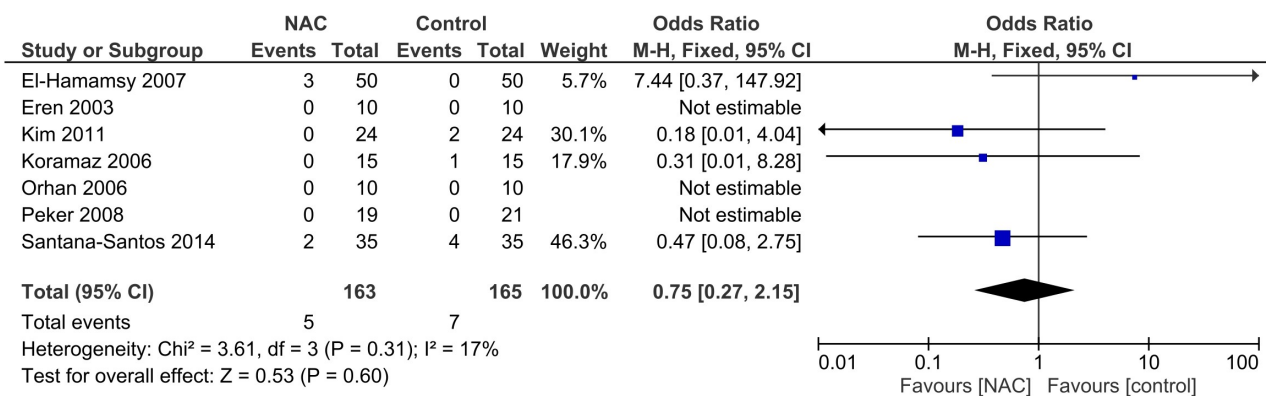 NAC Control Odds Ratio Odds Ratio
Study or Subgroup Events Total Events Total Weight M-H, Fixed, 95% CI M-H, Fixed, 95% CI
El-Hamamsy 2007 3 50 0 50 5.7% 7.44 [0.37, 147.92]
Eren 2003 0 10 0 10 Not estimable
Kim 2011 0 24 2 24 30.1% 0.18 [0.01, 4.04]
Koramaz 2006 0 15 1 15 17.9% 0.31 [0.01, 8.28]
Orhan 2006 0 10 0 10 Not estimable
Peker 2008 0 19 0 21 Not estimable
Santana-Santos 2014 2 35 4 35 46.3% 0.47 [0.08, 2.75]
Total (95% CI) 163 165 100.0% 0.75 [0.27, 2.15]
Total events 5 7
Heterogeneity: Chi² = 3.61, df = 3 (P = 0.31); I² = 17%
Test for overall effect: Z = 0.53 (P = 0.60)
0.01 0.1 1 10 100
Favours [NAC] Favours [control]